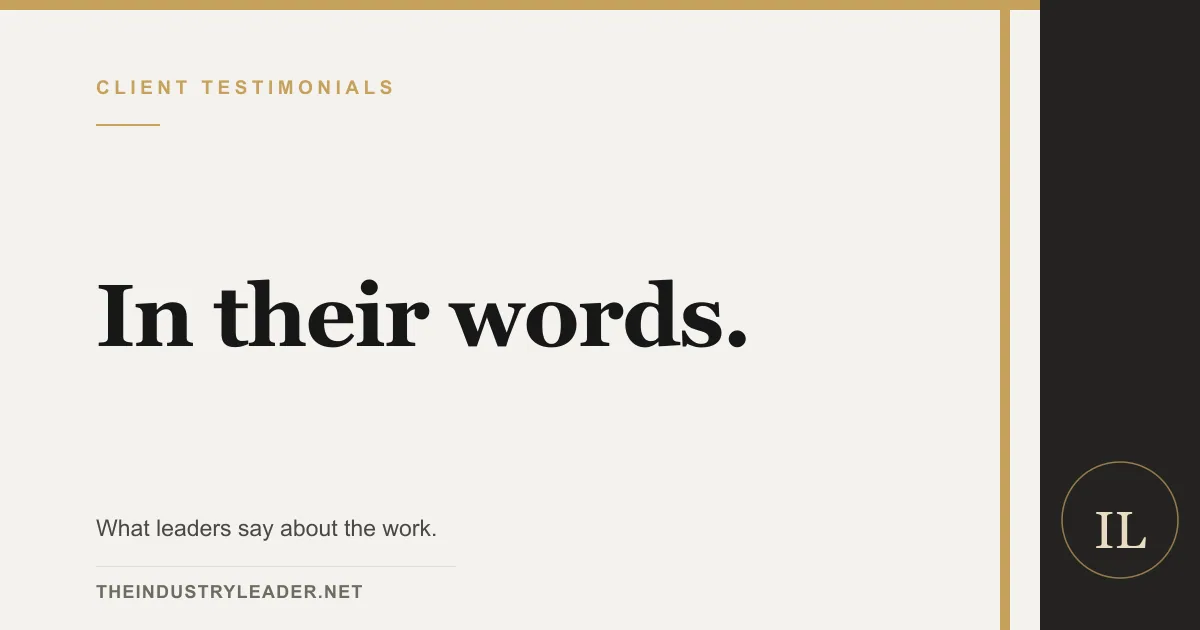 CLIENT TESTIMONIALS
In their words.
What leaders say about the work.
THEINDUSTRYLEADER.NET
IL